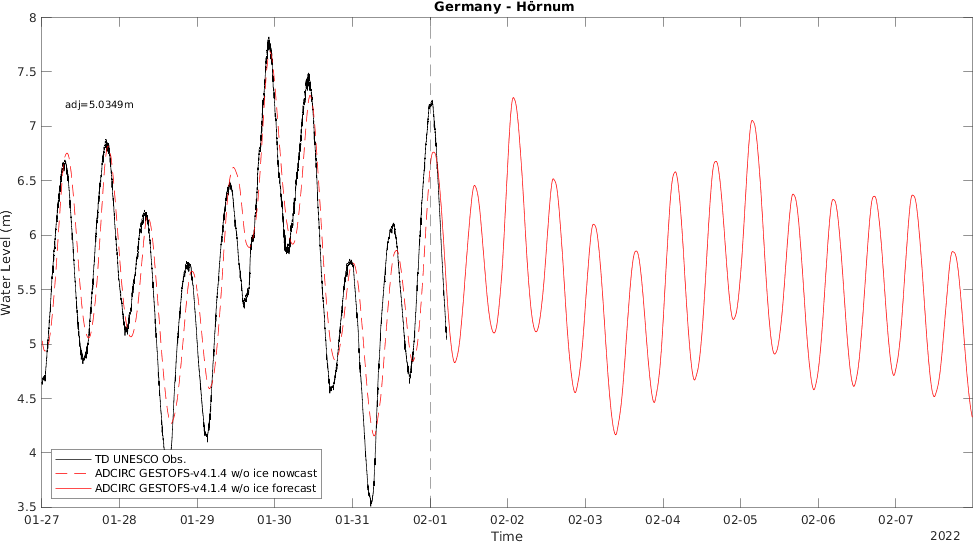 Germany - Hörnum
8
7.5
7
6.5
6
5.5
5
4.5
4
3.5
Water Level (m)
adj=5.0349m
TD UNESCO Obs.
ADCIRC GESTOFS-v4.1.4 w/o ice nowcast
ADCIRC GESTOFS-v4.1.4 w/o ice forecast
01-27 01-28 01-29 01-30 01-31 02-01 02-02 02-03 02-04 02-05 02-06 02-07
Time
2022